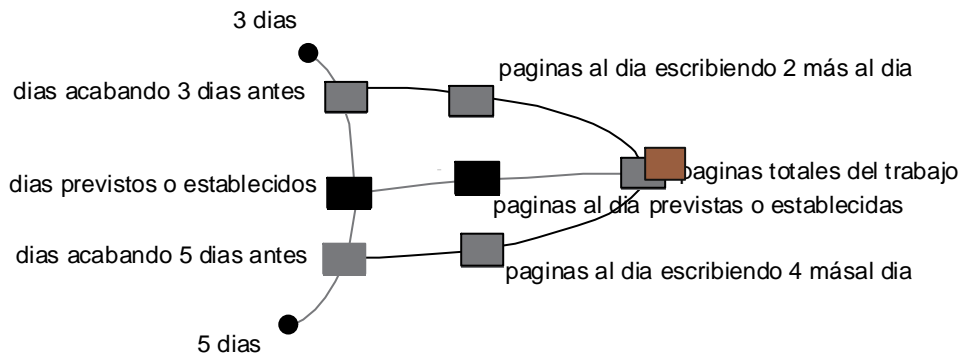 3 dias
paginas al dia escribiendo 2 más al dia
dias acabando 3 dias antes
paginas totales del trabajo
dias previstos o establecidos
paginas al dia previstas o establecidas
dias acabando 5 dias antes
paginas al dia escribiendo 4 másal dia
5 dias